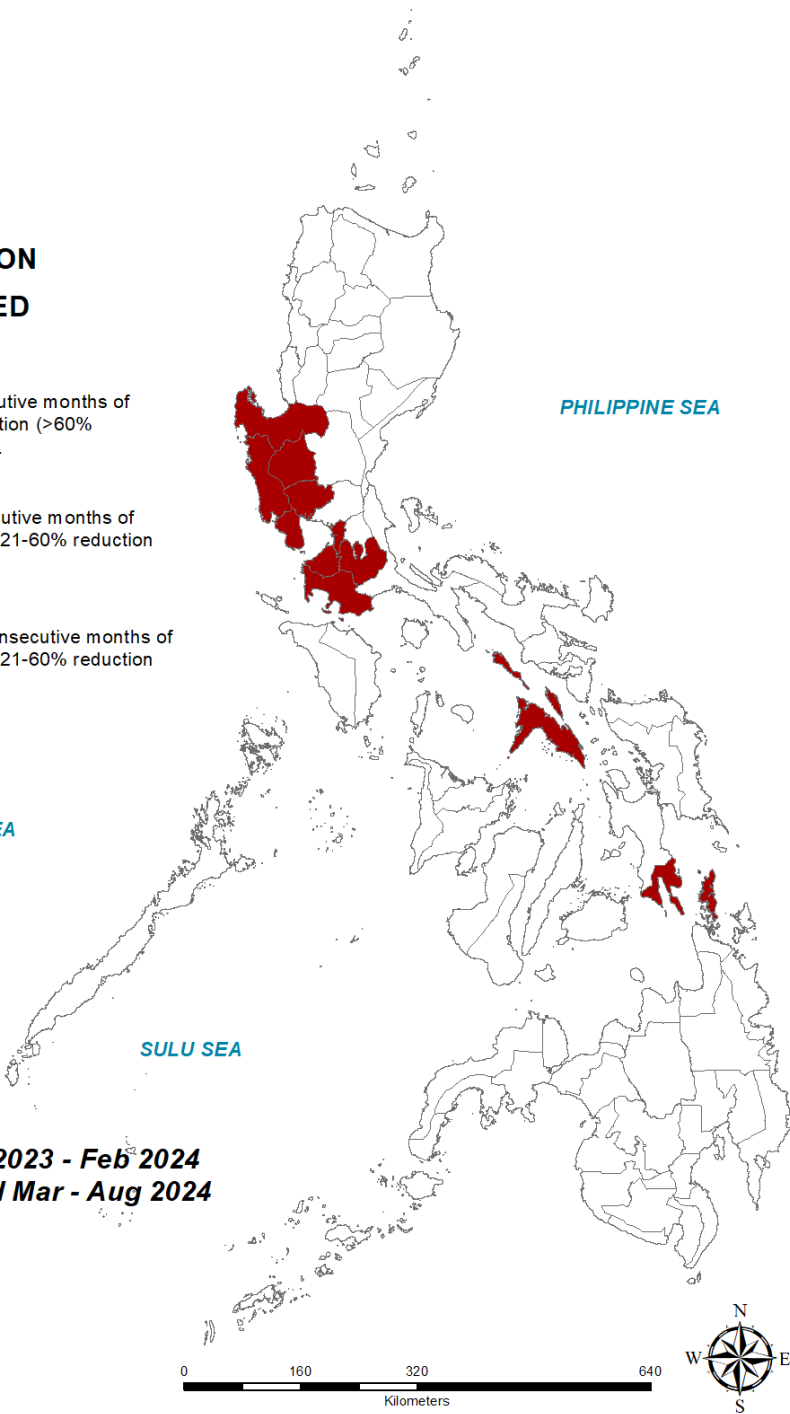 ON
ED
utive months of
tion (>60%
utive months of
21-60% reduction
nsecutive months of
21-60% reduction
PHILIPPINE SEA
EA
SULU SEA
2023 - Feb 2024
d Mar - Aug 2024
N
W E
S
0 160 320 640
Kilometers